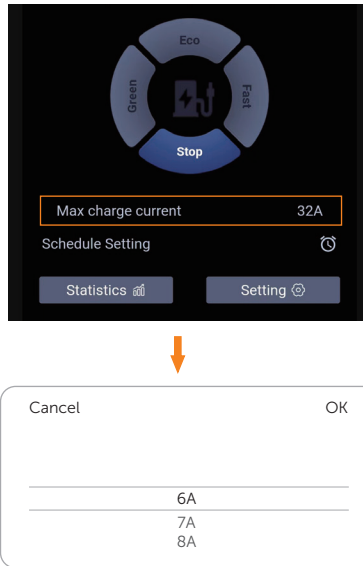 Eco
Green
Fast
Stop
Max charge current 32A
Schedule Setting
Statistics Setting
Cancel OK
6A
7A
8A